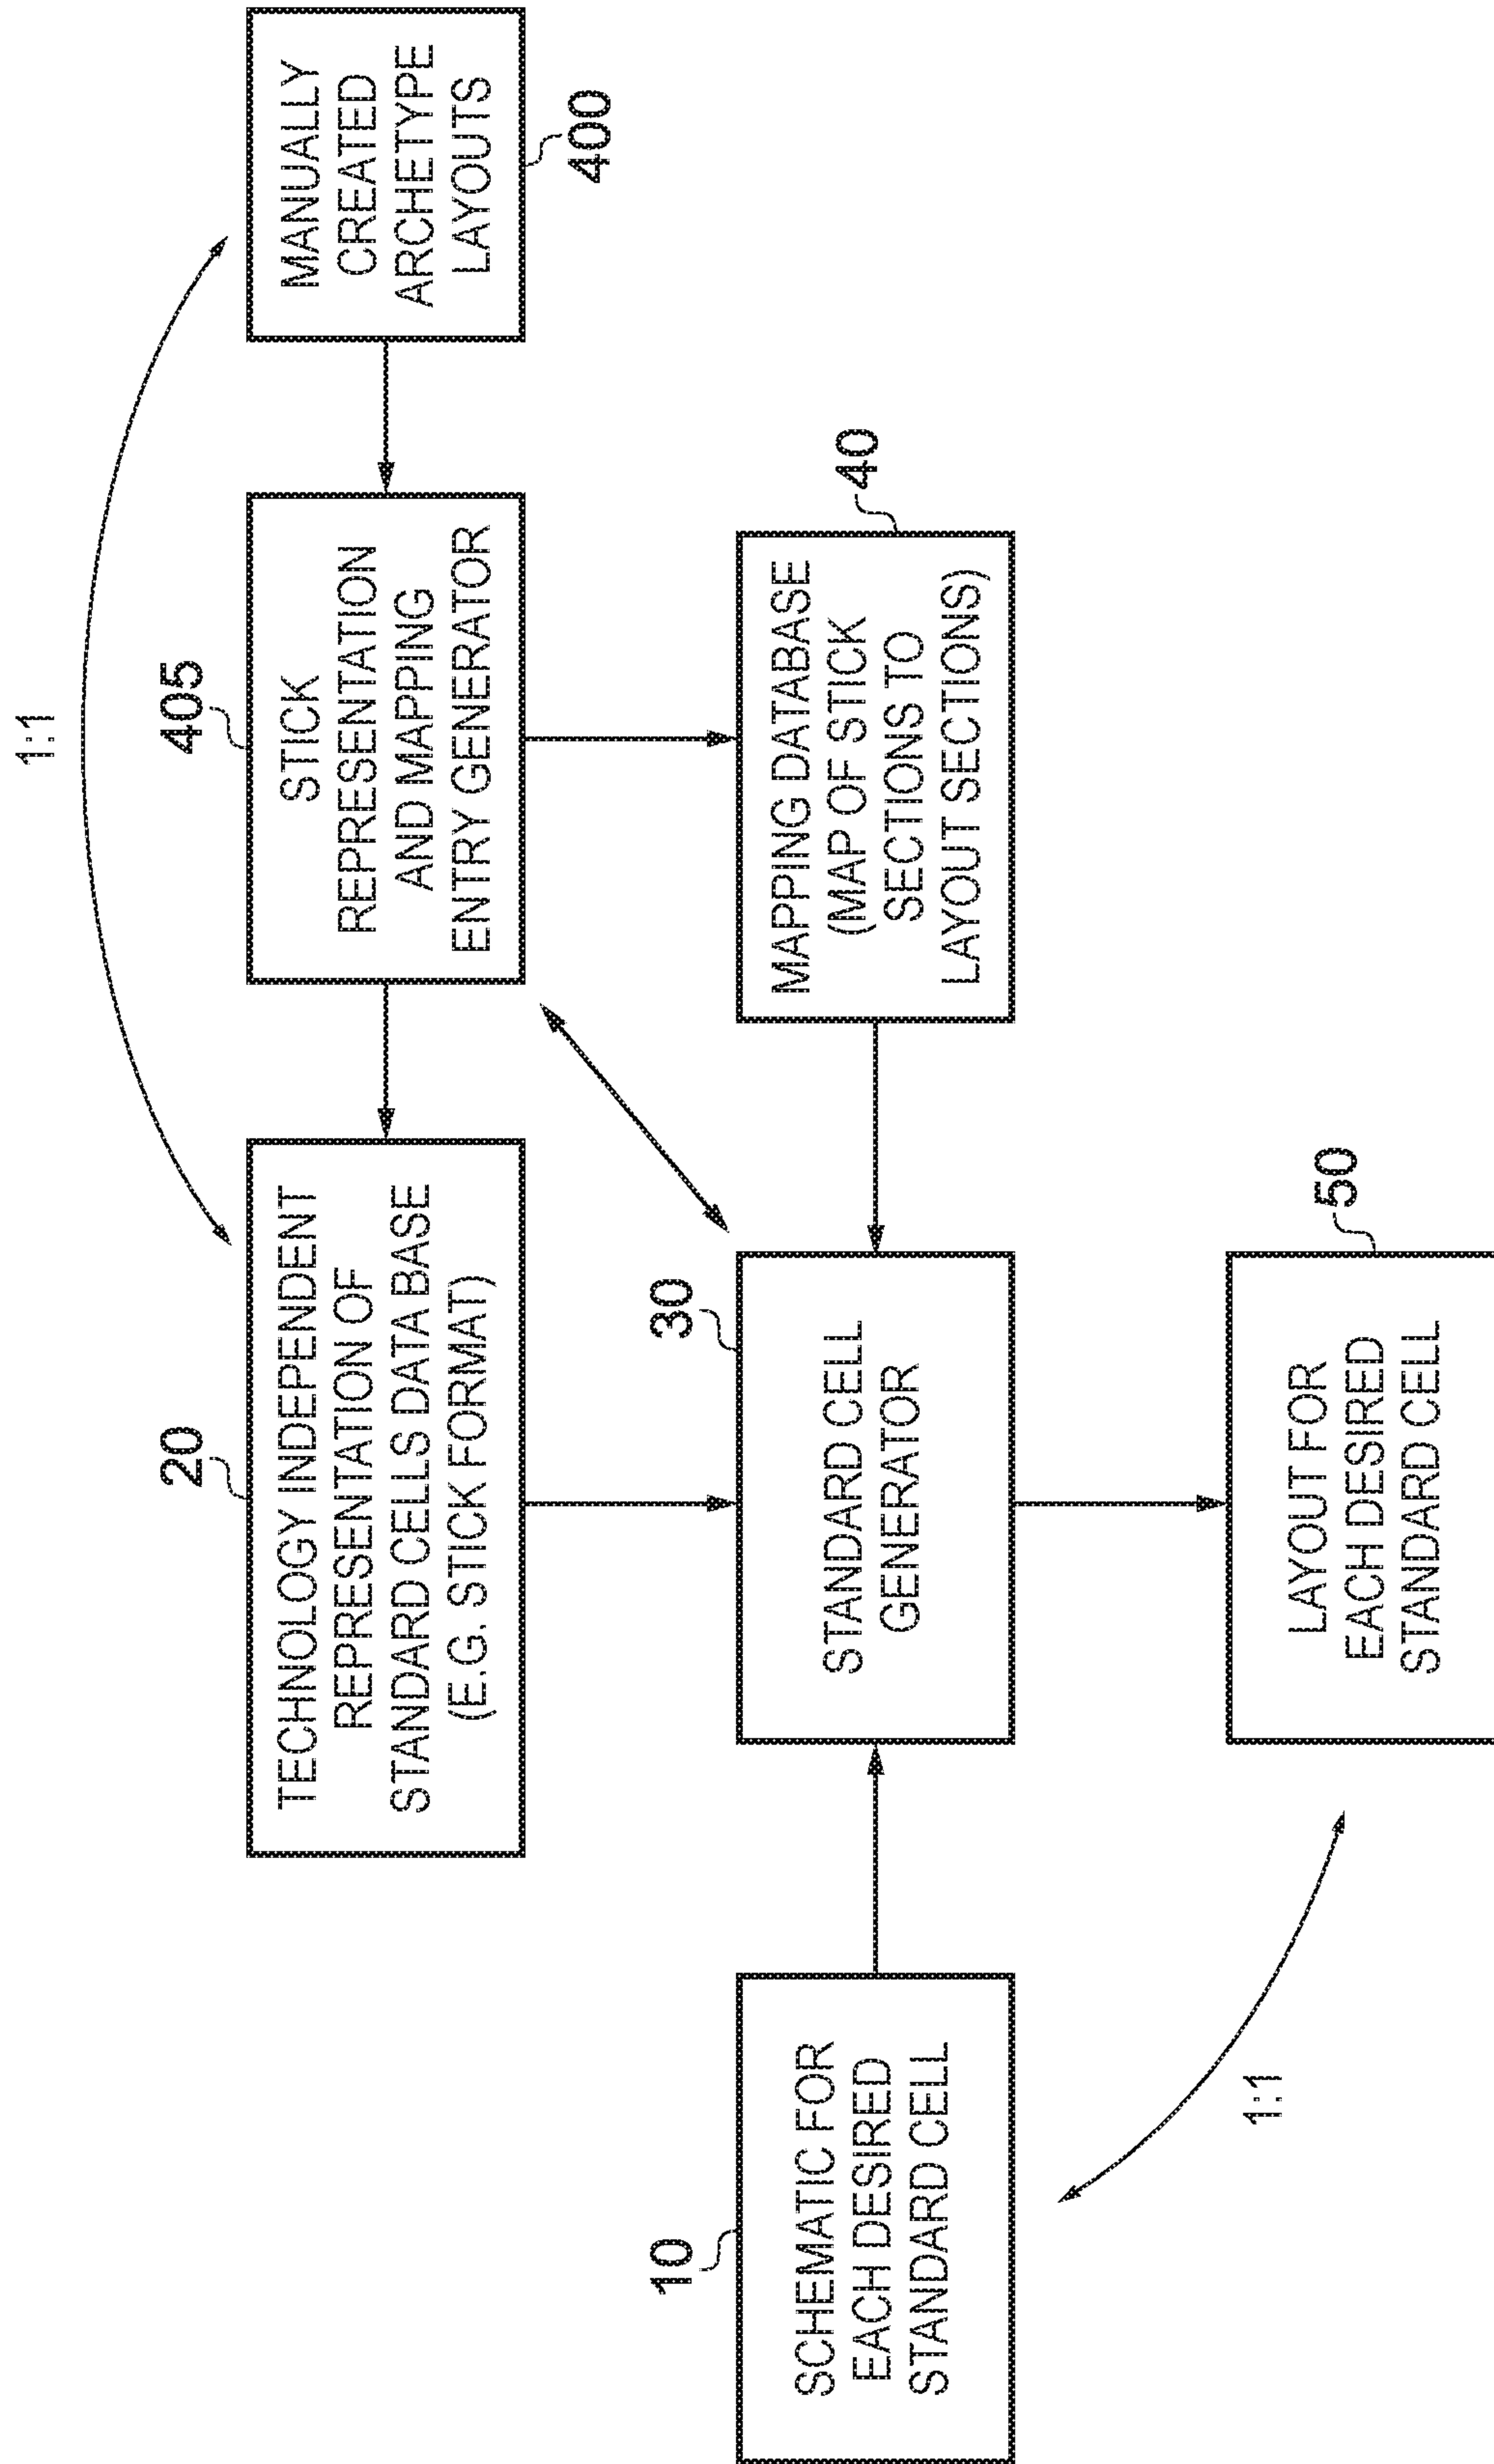 1:1
20
TECHNOLOGY INDEPENDENT
REPRESENTATION OF
STANDARD CELLS DATA BASE
(E.G. STICK FORMAT)
405
STICK
REPRESENTATION
AND MAPPING
ENTRY GENERATOR
MANUALLY
CREATED
ARCHETYPE
LAYOUTS
400
10
SCHEMATIC FOR
EACH DESIRED
STANDARD CELL
30
STANDARD CELL
GENERATOR
40
MAPPING DATABASE
(MAP OF STICK
SECTIONS TO
LAYOUT SECTIONS)
1:1
50
LAYOUT FOR
EACH DESIRED
STANDARD CELL